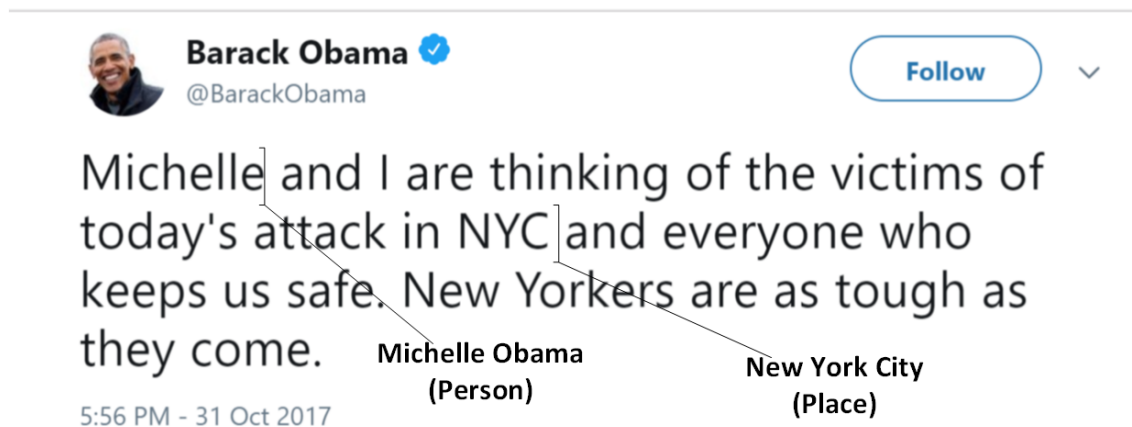 Barack Obama
@BarackObama
Follow
Michelle and I are thinking of the victims of
today's attack in NYC and everyone who
keeps us safe. New Yorkers are as tough as
they come.
Michelle Obama
(Person)
New York City
(Place)
5:56 PM - 31 Oct 2017